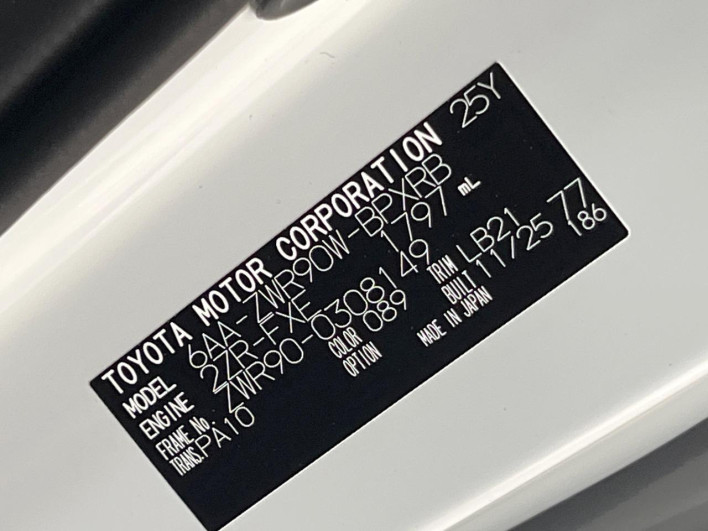 TOYOTA MOTOR CORPORATION 25Y
MODEL 6AA-ZWR90W-BPXRB
ENGINE 2ZR-FXE 1797 mL
FRAME No. ZWR90-0308149
COLOR 089 TRIM LB21 77
TRANS. PA10 OPTION BUILT 11/25 186
MADE IN JAPAN